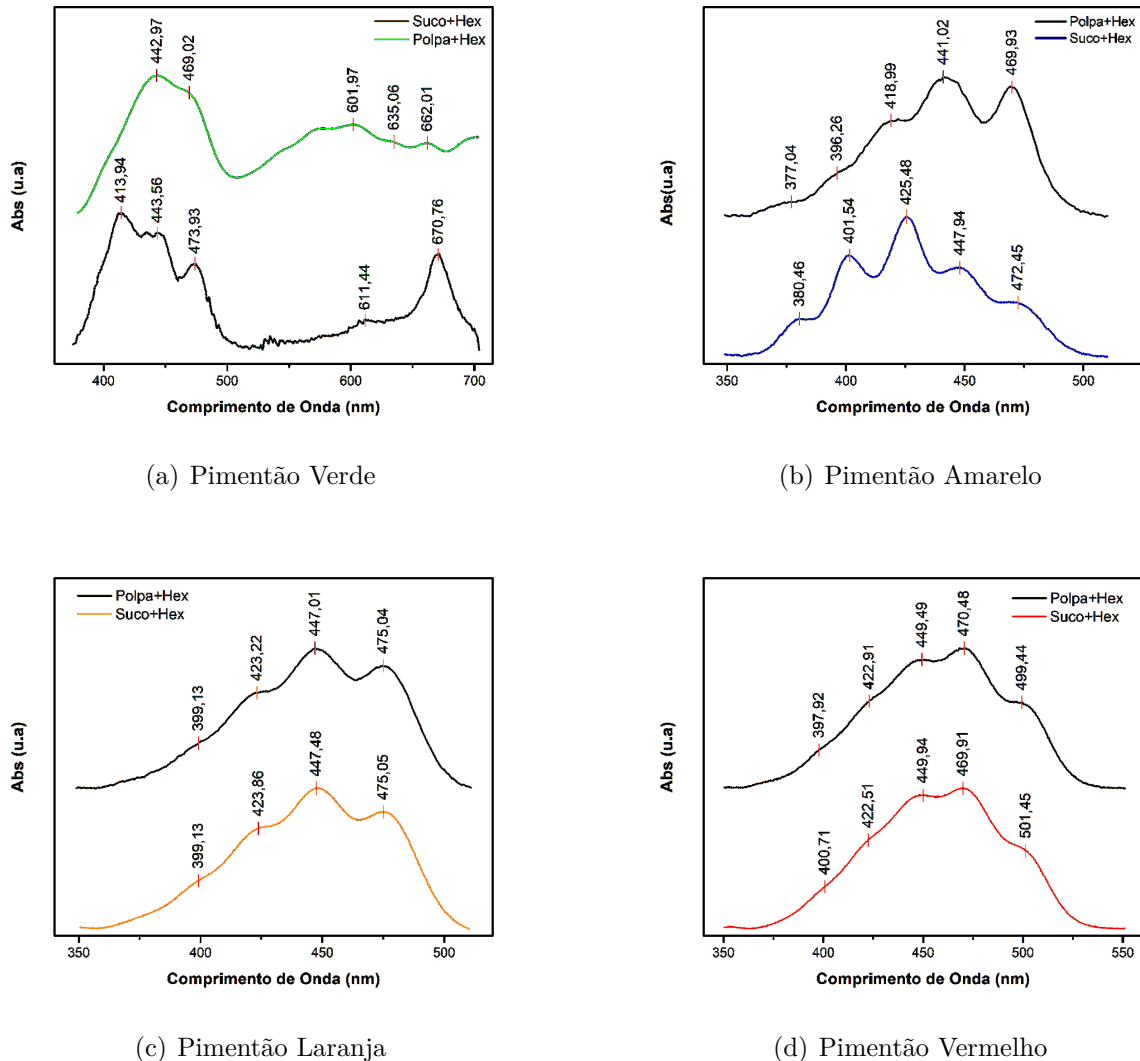 Suco+Hex
Polpa+Hex
442,97
469,02
601,97
635,06
662,01
413,94
443,56
473,93
611,44
670,76
Abs (u.a)
400 500 600 700
Comprimento de Onda (nm)
(a) Pimentão Verde
Polpa+Hex
Suco+Hex
377,04
396,26
418,99
441,02
469,93
380,46
401,54
425,48
447,94
472,45
Abs(u.a)
350 400 450 500
Comprimento de Onda (nm)
(b) Pimentão Amarelo
Polpa+Hex
Suco+Hex
399,13
423,22
447,01
475,04
399,13
423,86
447,48
475,05
Abs (u.a)
350 400 450 500
Comprimento de Onda (nm)
(c) Pimentão Laranja
Polpa+Hex
Suco+Hex
397,92
422,91
449,49
470,48
499,44
400,71
422,51
449,94
469,91
501,45
Abs (u.a)
350 400 450 500 550
Comprimento de Onda (nm)
(d) Pimentão Vermelho